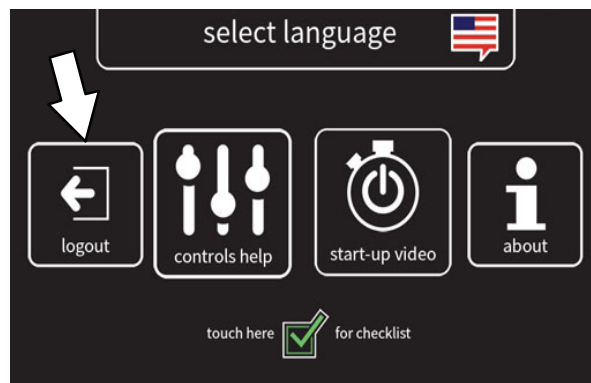 select language
logout
controls help
start-up video
about
touch here
for checklist